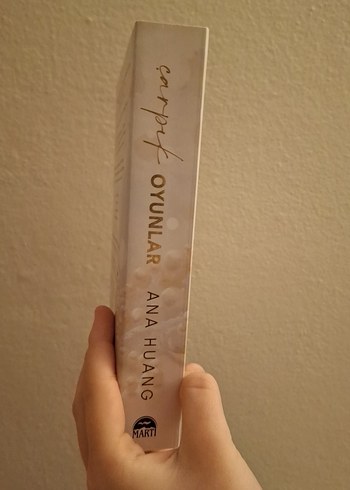 çarpık
OYUNLAR
ANA HUANG
MARTI